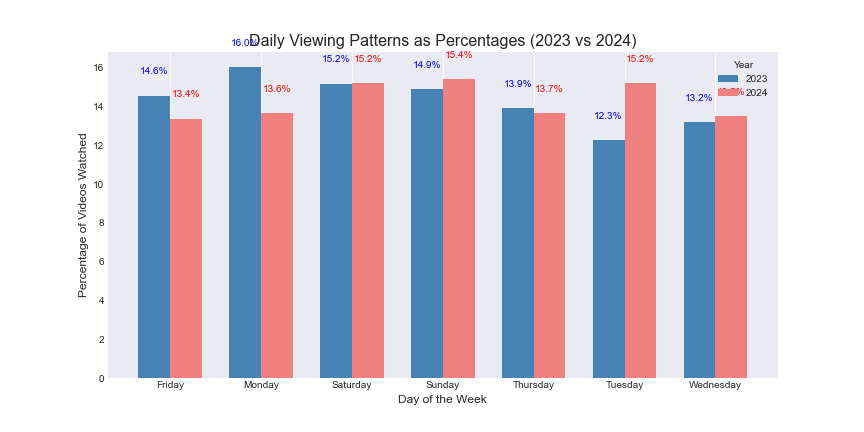 Daily Viewing Patterns as Percentages (2023 vs 2024)
16.0%
15.2%
15.2%
14.9%
15.4%
15.2%
14.6%
13.4%
13.6%
13.9%
13.7%
12.3%
13.2%
Year
2023
2024
Percentage of Videos Watched
16
14
12
10
8
6
4
2
0
Friday
Monday
Saturday
Sunday
Thursday
Tuesday
Wednesday
Day of the Week